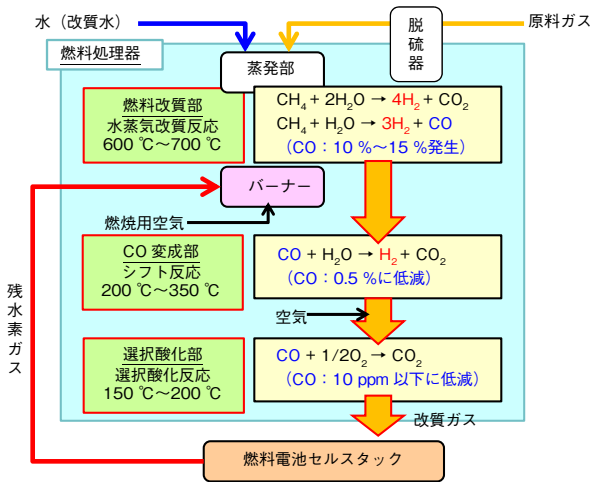 水（改質水）
原料ガス
脱硫器
燃料処理器
蒸発部
燃料改質部
水蒸気改質反応
600 ℃～700 ℃
CH₄ + 2H₂O → 4H₂ + CO₂
CH₄ + H₂O → 3H₂ + CO
（CO：10 %～15 %発生）
バーナー
燃焼用空気
CO 変成部
シフト反応
200 ℃～350 ℃
CO + H₂O → H₂ + CO₂
（CO：0.5 %に低減）
空気
選択酸化部
選択酸化反応
150 ℃～200 ℃
CO + 1/2O₂ → CO₂
（CO：10 ppm 以下に低減）
改質ガス
残水素ガス
燃料電池セルスタック